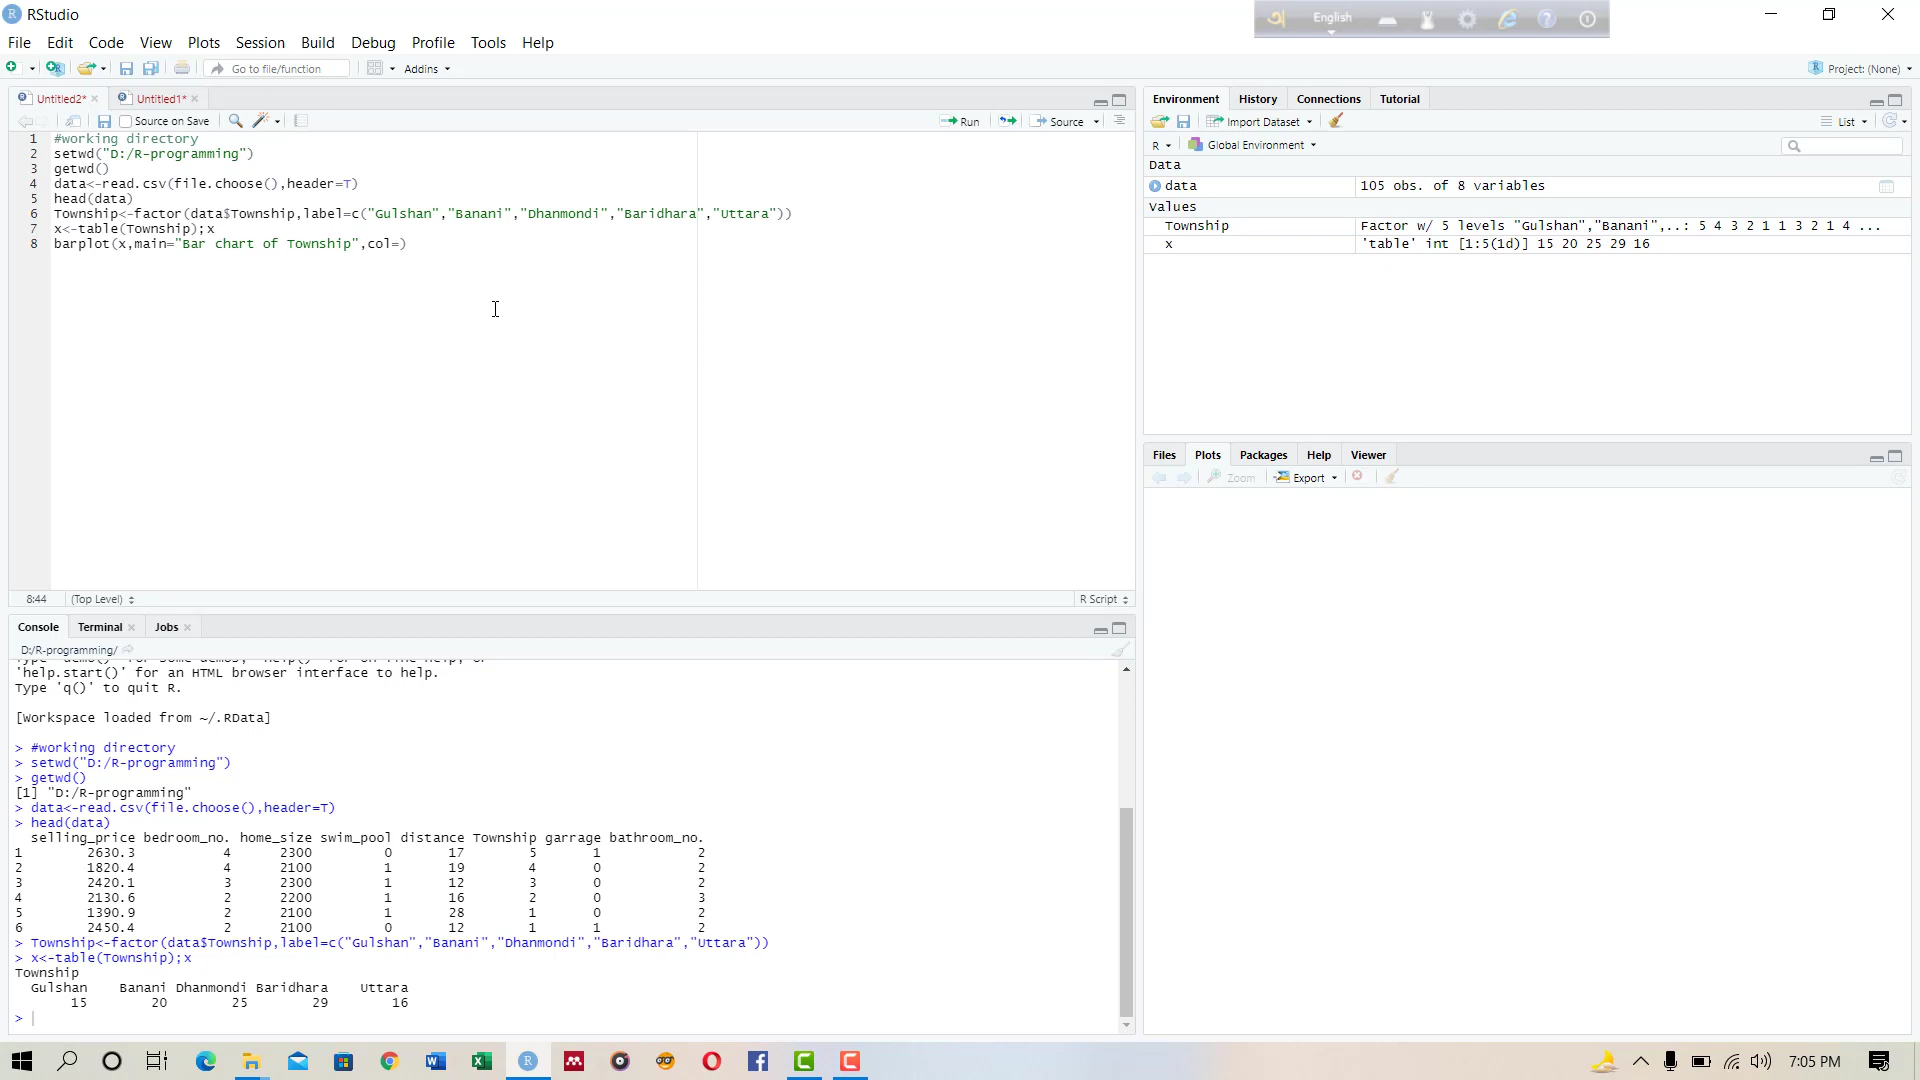 RStudio
English
File Edit Code View Plots Session Build Debug Profile Tools Help
Go to file/function Addins Project: (None)
Untitled2* Untitled1*
Source on Save Run Source
1 #working directory
2 setwd("D:/R-programming")
3 getwd()
4 data<-read.csv(file.choose(),header=T)
5 head(data)
6 Township<-factor(data$Township,label=c("Gulshan","Banani","Dhanmondi","Baridhara","Uttara"))
7 x<-table(Township);x
8 barplot(x,main="Bar chart of Township",col=)
8:44 (Top Level) R Script
Console Terminal Jobs
D:/R-programming/
'help.start()' for an HTML browser interface to help.
Type 'q()' to quit R.
[Workspace loaded from ~/.RData]
> #working directory
> setwd("D:/R-programming")
> getwd()
[1] "D:/R-programming"
> data<-read.csv(file.choose(),header=T)
> head(data)
selling_price bedroom_no. home_size swim_pool distance Township garrage bathroom_no.
1 2630.3 4 2300 0 17 5 1 2
2 1820.4 4 2100 1 19 4 0 2
3 2420.1 3 2300 1 12 3 0 2
4 2130.6 2 2200 1 16 2 0 3
5 1390.9 2 2100 1 28 1 0 2
6 2450.4 2 2100 0 12 1 1 2
> Township<-factor(data$Township,label=c("Gulshan","Banani","Dhanmondi","Baridhara","Uttara"))
> x<-table(Township);x
Township
Gulshan Banani Dhanmondi Baridhara Uttara
15 20 25 29 16
>
Environment History Connections Tutorial
Import Dataset List
R Global Environment
Data
data 105 obs. of 8 variables
Values
Township Factor w/ 5 levels "Gulshan","Banani",..: 5 4 3 2 1 1 3 2 1 4 ...
x 'table' int [1:5(1d)] 15 20 25 29 16
Files Plots Packages Help Viewer
Zoom Export
7:05 PM